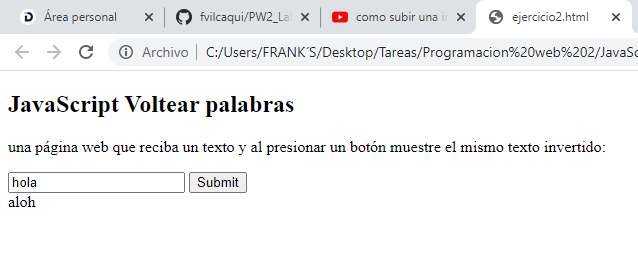 Área personal
fvilcaqui/PW2_La
como subir una i
ejercicio2.html
Archivo
C:/Users/FRANK´S/Desktop/Tareas/Programacion%20web%202/JavaSc
JavaScript Voltear palabras
una página web que reciba un texto y al presionar un botón muestre el mismo texto invertido:
hola
Submit
aloh